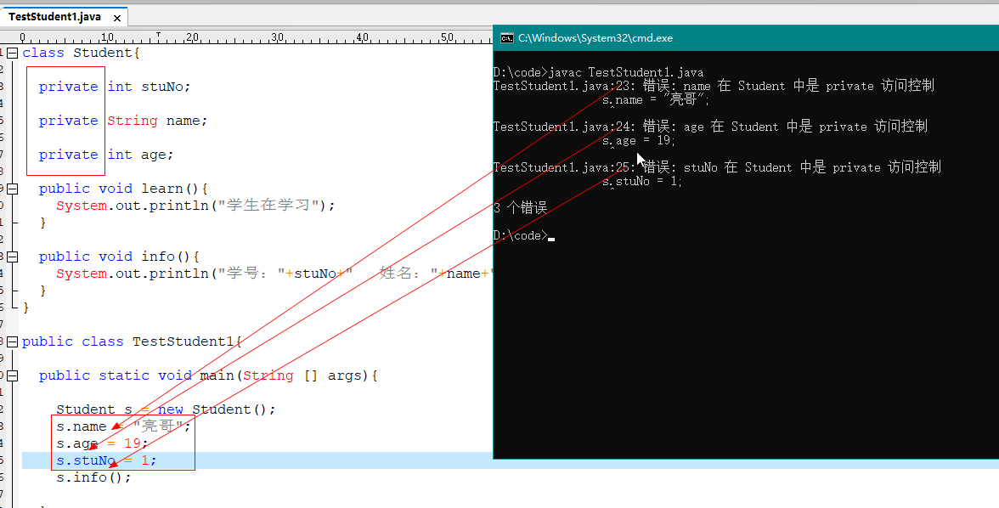 TestStudent1.java ×
0 10 20 30 40 50
class Student{
private int stuNo;
private String name;
private int age;
public void learn(){
System.out.println("学生在学习");
}
public void info(){
System.out.println("学号："+stuNo+" 姓名："+name+"
}
}
public class TestStudent1{
public static void main(String [] args){
Student s = new Student();
s.name = "亮哥";
s.age = 19;
s.stuNo = 1;
s.info();
C:\Windows\System32\cmd.exe
D:\code>javac TestStudent1.java
TestStudent1.java:23: 错误: name 在 Student 中是 private 访问控制
s.name = "亮哥";
^
TestStudent1.java:24: 错误: age 在 Student 中是 private 访问控制
s.age = 19;
^
TestStudent1.java:25: 错误: stuNo 在 Student 中是 private 访问控制
s.stuNo = 1;
^
3 个错误
D:\code>